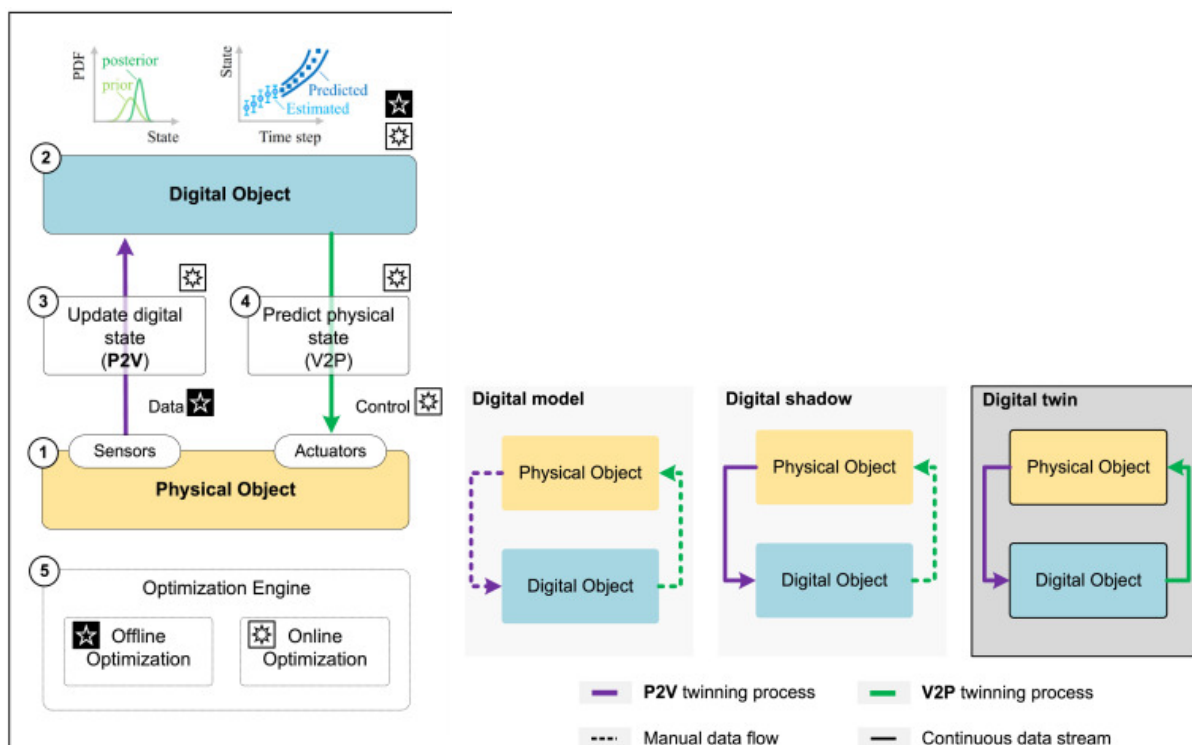 PDF
posterior
prior
State
State
Predicted
Estimated
Time step
2
Digital Object
3
Update digital
state
(P2V)
4
Predict physical
state
(V2P)
Data
Control
Sensors
Actuators
1
Physical Object
5
Optimization Engine
Offline
Optimization
Online
Optimization
Digital model
Physical Object
Digital Object
Digital shadow
Physical Object
Digital Object
Digital twin
Physical Object
Digital Object
P2V twinning process
V2P twinning process
Manual data flow
Continuous data stream